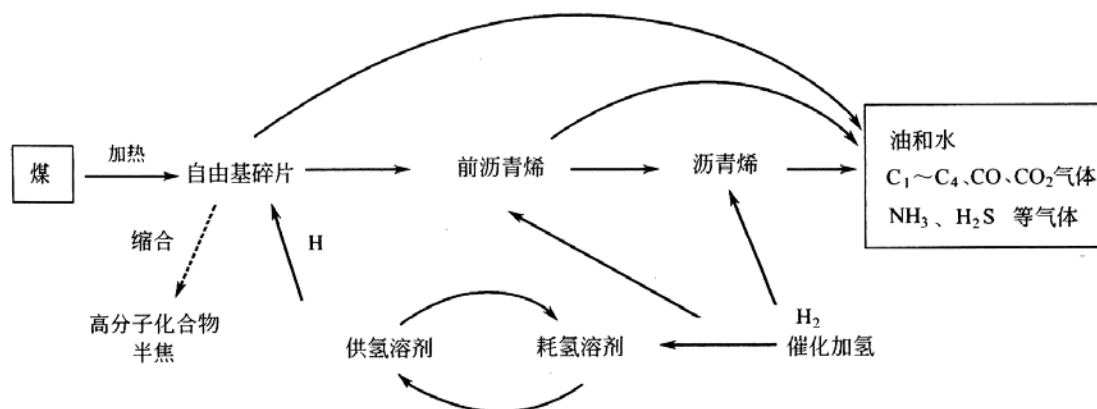 煤
加热
自由基碎片
前沥青烯
沥青烯
油和水
C₁～C₄、CO、CO₂气体
NH₃、H₂S 等气体
缩合
H
高分子化合物
半焦
供氢溶剂
耗氢溶剂
H₂
催化加氢